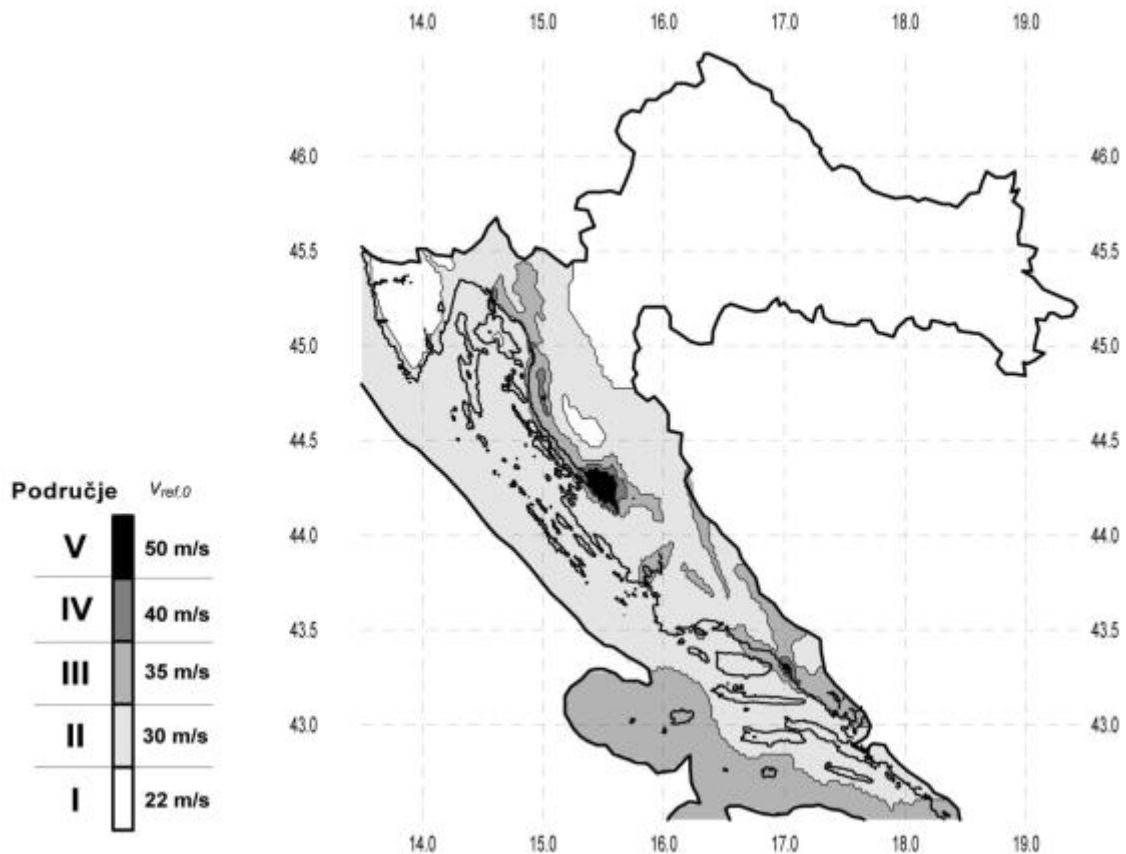 14.0 15.0 16.0 17.0 18.0 19.0
46.0 46.0
45.5 45.5
45.0 45.0
44.5 44.5
Područje Vref,0
V 50 m/s
44.0 44.0
IV 40 m/s
43.5 43.5
III 35 m/s
43.0 43.0
II 30 m/s
I 22 m/s
14.0 15.0 16.0 17.0 18.0 19.0